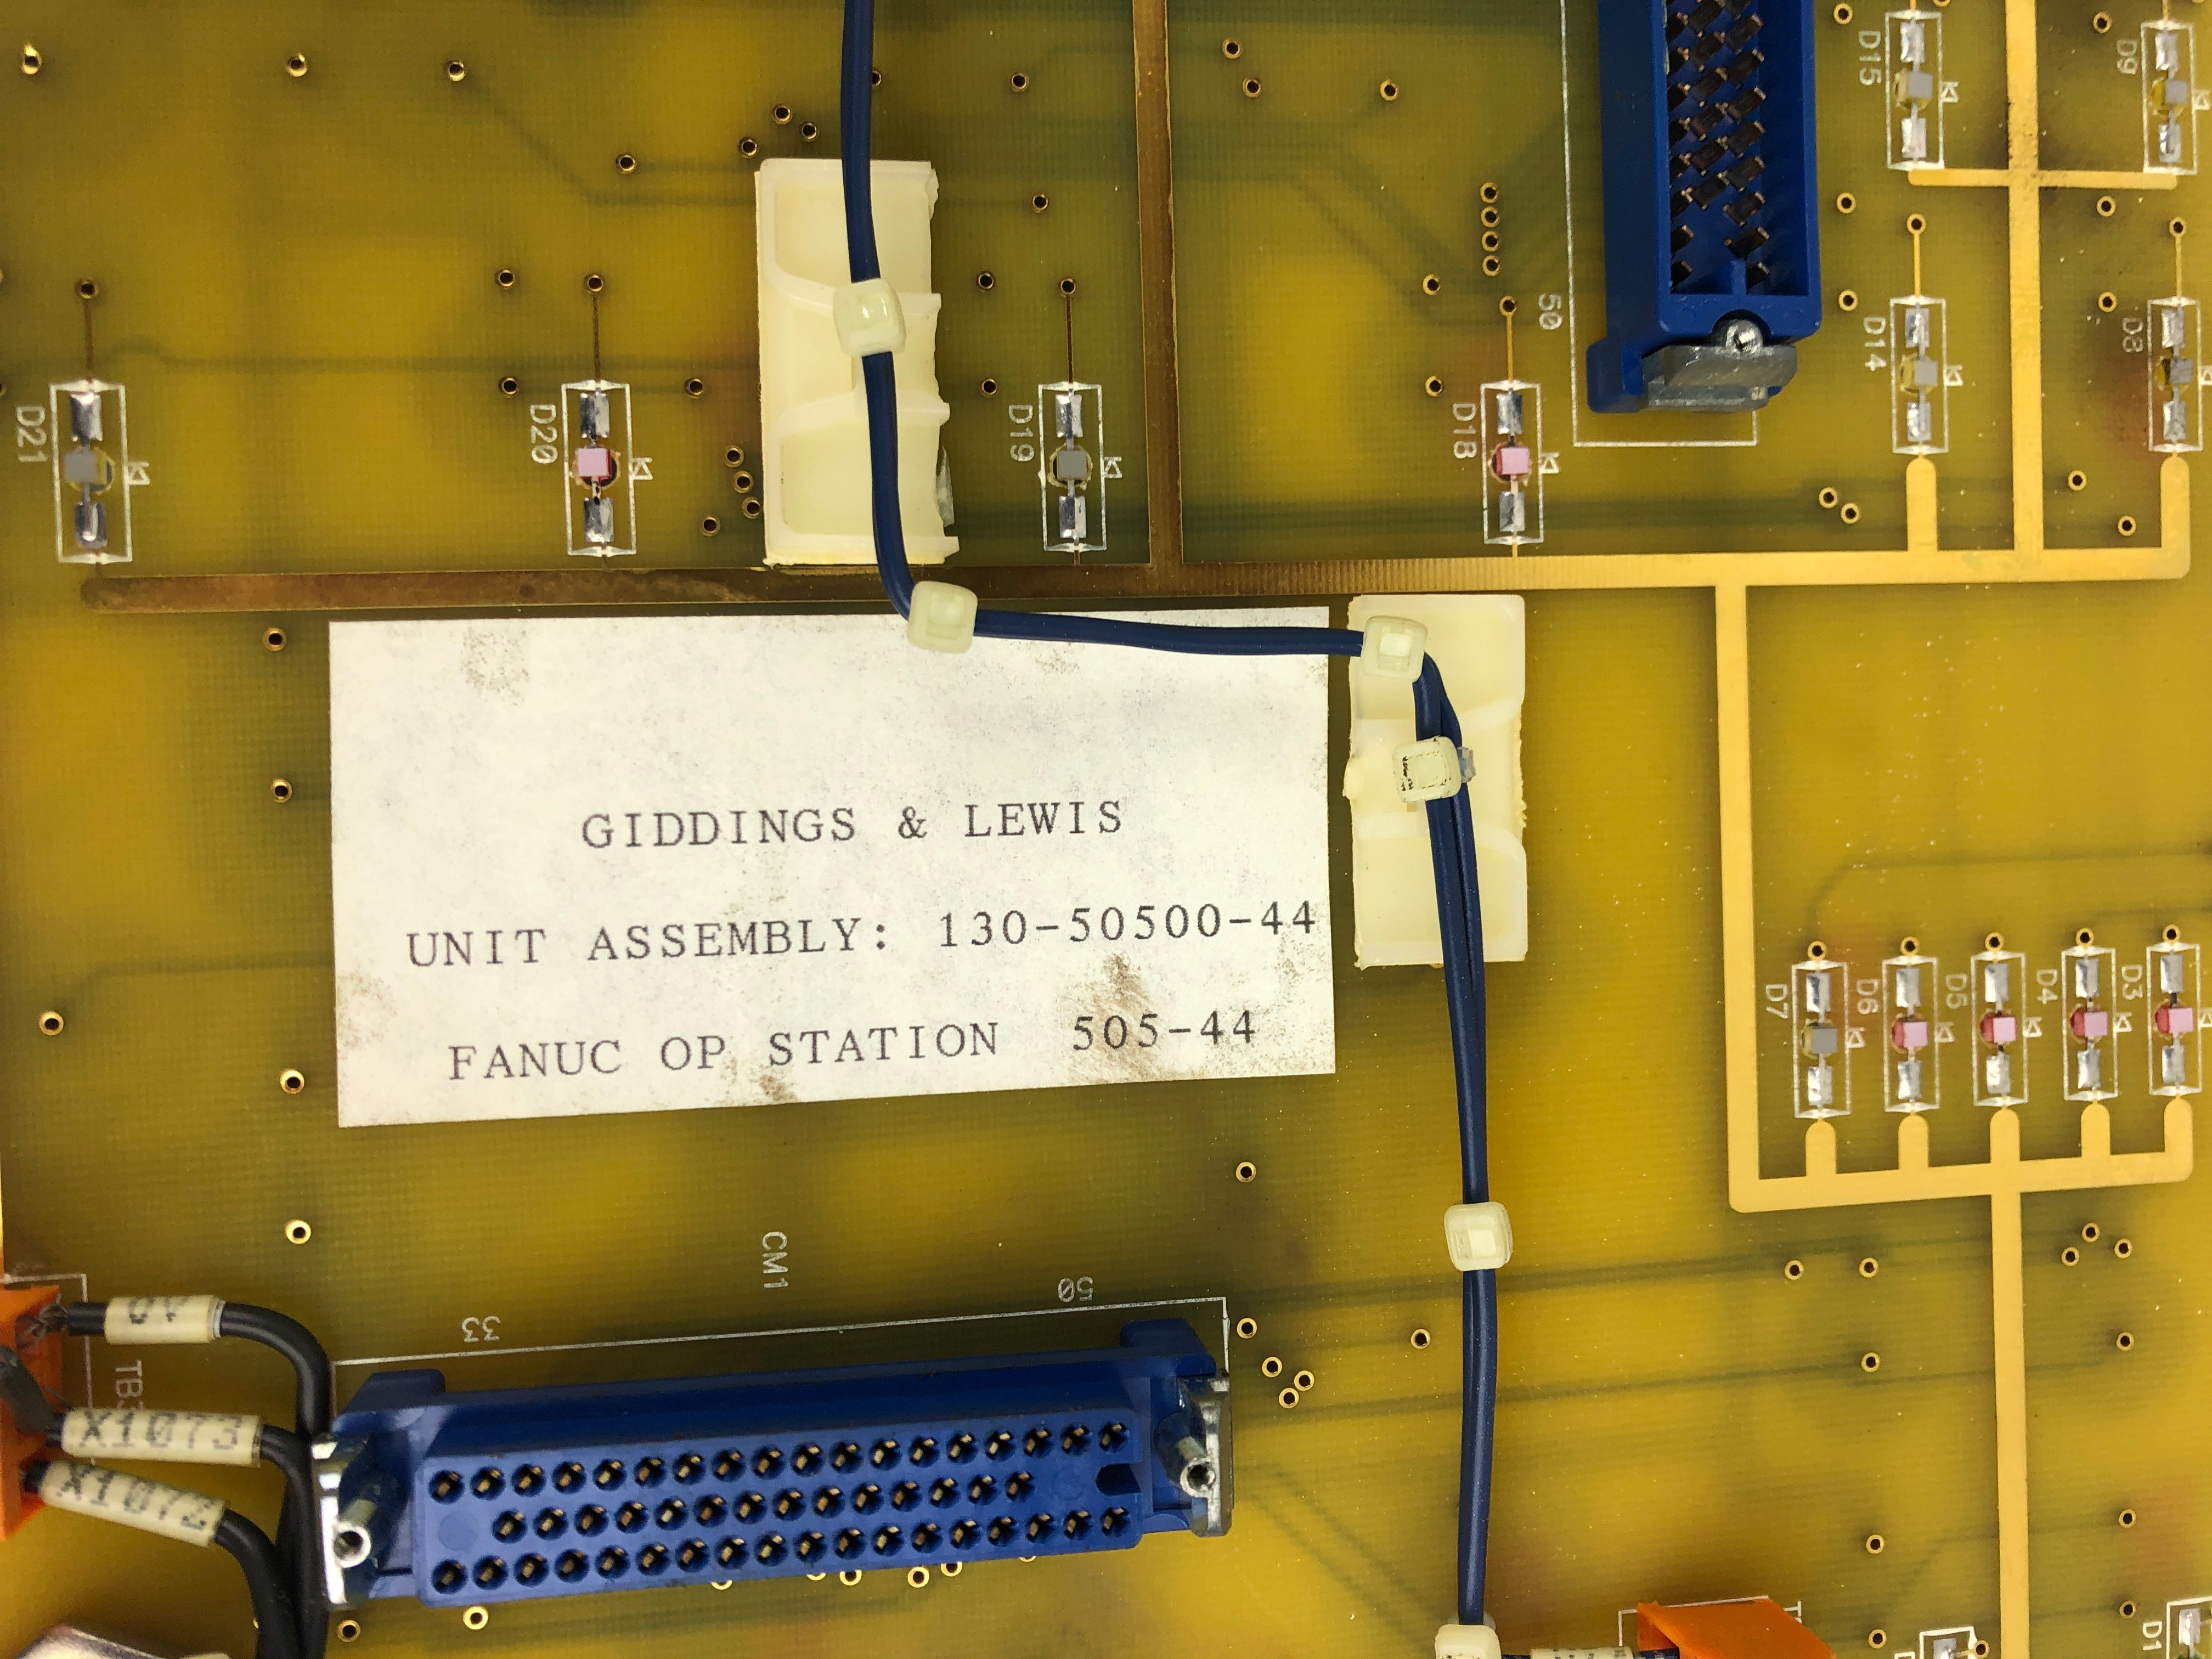 D15
D9
50
D14
D8
D21
D20
D19
D18
GIDDINGS & LEWIS
UNIT ASSEMBLY: 130-50500-44
FANUC OP STATION 505-44
D7
D6
D5
D4
D3
CM1
50
33
X1073
X1072
D1